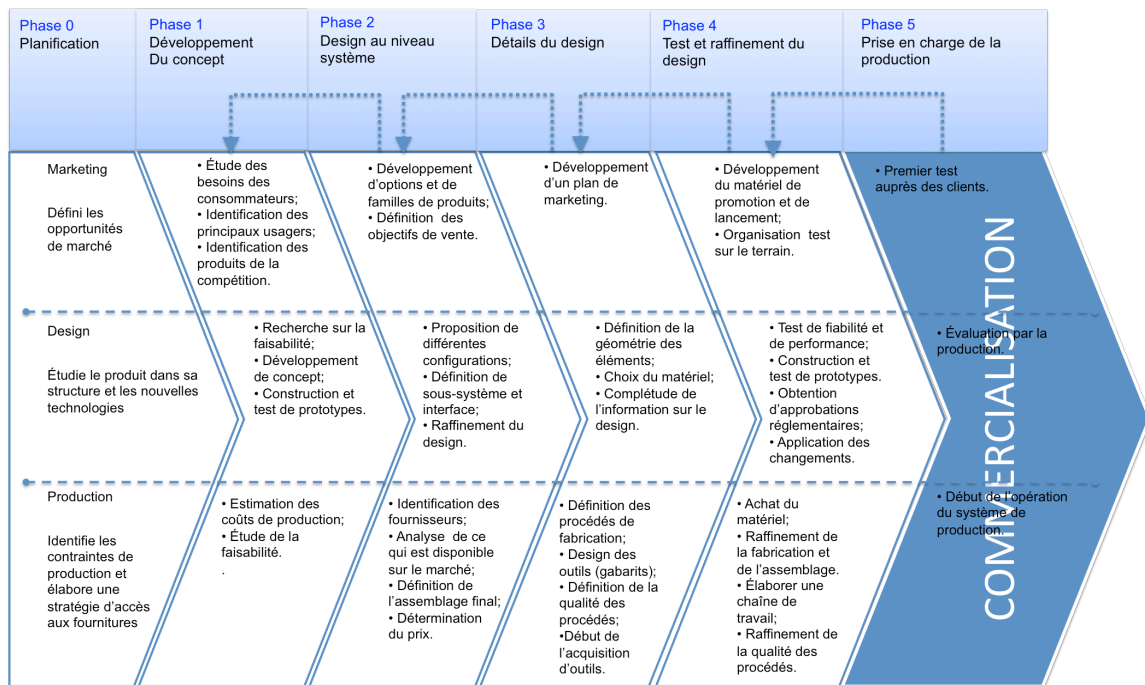 Phase 0
Planification
Phase 1
Développement
Du concept
Phase 2
Design au niveau
système
Phase 3
Détails du design
Phase 4
Test et raffinement du
design
Phase 5
Prise en charge de la
production
Marketing
Défini les
opportunités
de marché
• Étude des
besoins des
consommateurs;
• Identification des
principaux usagers;
• Identification des
produits de la
compétition.
• Développement
d’options et de
familles de produits;
• Définition des
objectifs de vente.
• Développement
d’un plan de
marketing.
• Développement
du matériel de
promotion et de
lancement;
• Organisation test
sur le terrain.
• Premier test
auprès des clients.
Design
Étudie le produit dans sa
structure et les nouvelles
technologies
• Recherche sur la
faisabilité;
• Développement
de concept;
• Construction et
test de prototypes.
• Proposition de
différentes
configurations;
• Définition de
sous-système et
interface;
• Raffinement du
design.
• Définition de la
géométrie des
éléments;
• Choix du matériel;
• Complétude de
l’information sur le
design.
• Test de fiabilité et
de performance;
• Construction et
test de prototypes.
• Obtention
d’approbations
réglementaires;
• Application des
changements.
• Évaluation par la
production.
Production
Identifie les
contraintes de
production et
élabore une
stratégie d’accès
aux fournitures
• Estimation des
coûts de production;
• Étude de la
faisabilité.
.
• Identification des
fournisseurs;
• Analyse de ce
qui est disponible
sur le marché;
• Définition de
l’assemblage final;
• Détermination
du prix.
• Définition des
procédés de
fabrication;
• Design des
outils (gabarits);
• Définition de la
qualité des
procédés;
•Début de
l’acquisition
d’outils.
• Achat du
matériel;
• Raffinement de
la fabrication et
de l’assemblage.
• Élaborer une
chaîne de
travail;
• Raffinement de
la qualité des
procédés.
• Début de l’opération
du système de
production.
COMMERCIALISATION